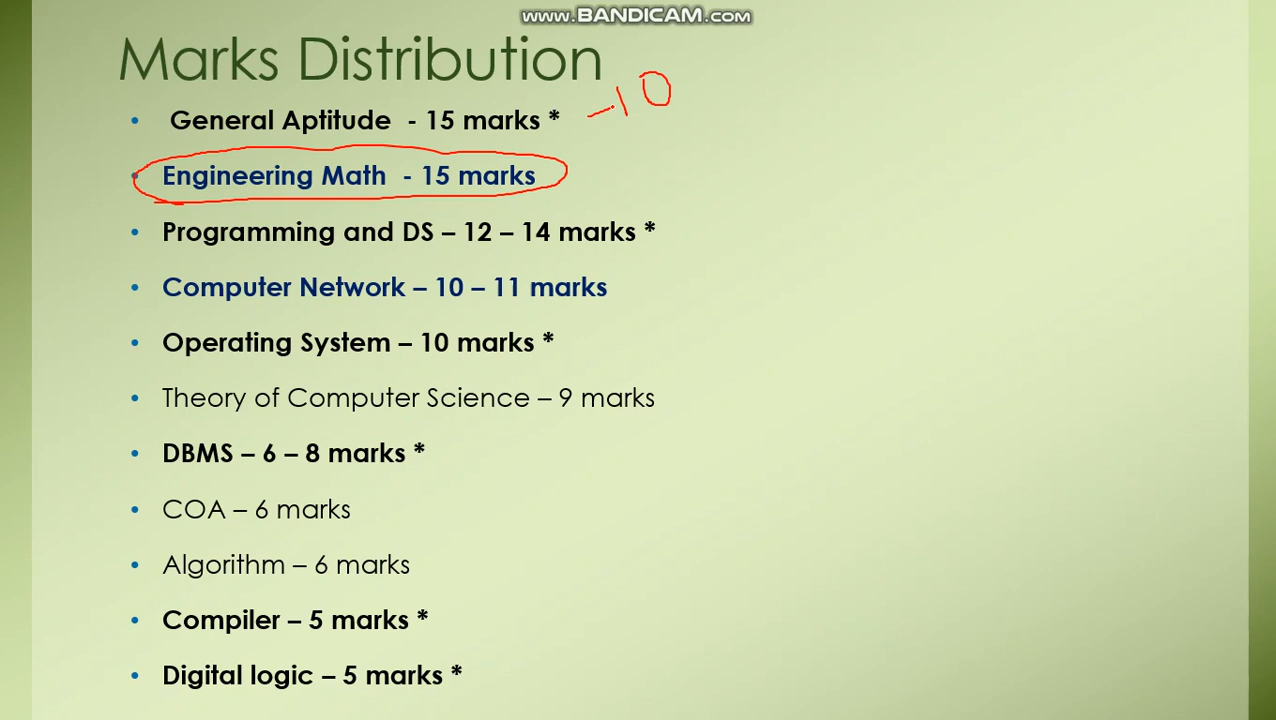 www.BANDICAM.com
Marks Distribution
• General Aptitude - 15 marks * -10
• Engineering Math - 15 marks
• Programming and DS – 12 – 14 marks *
• Computer Network – 10 – 11 marks
• Operating System – 10 marks *
• Theory of Computer Science – 9 marks
• DBMS – 6 – 8 marks *
• COA – 6 marks
• Algorithm – 6 marks
• Compiler – 5 marks *
• Digital logic – 5 marks *